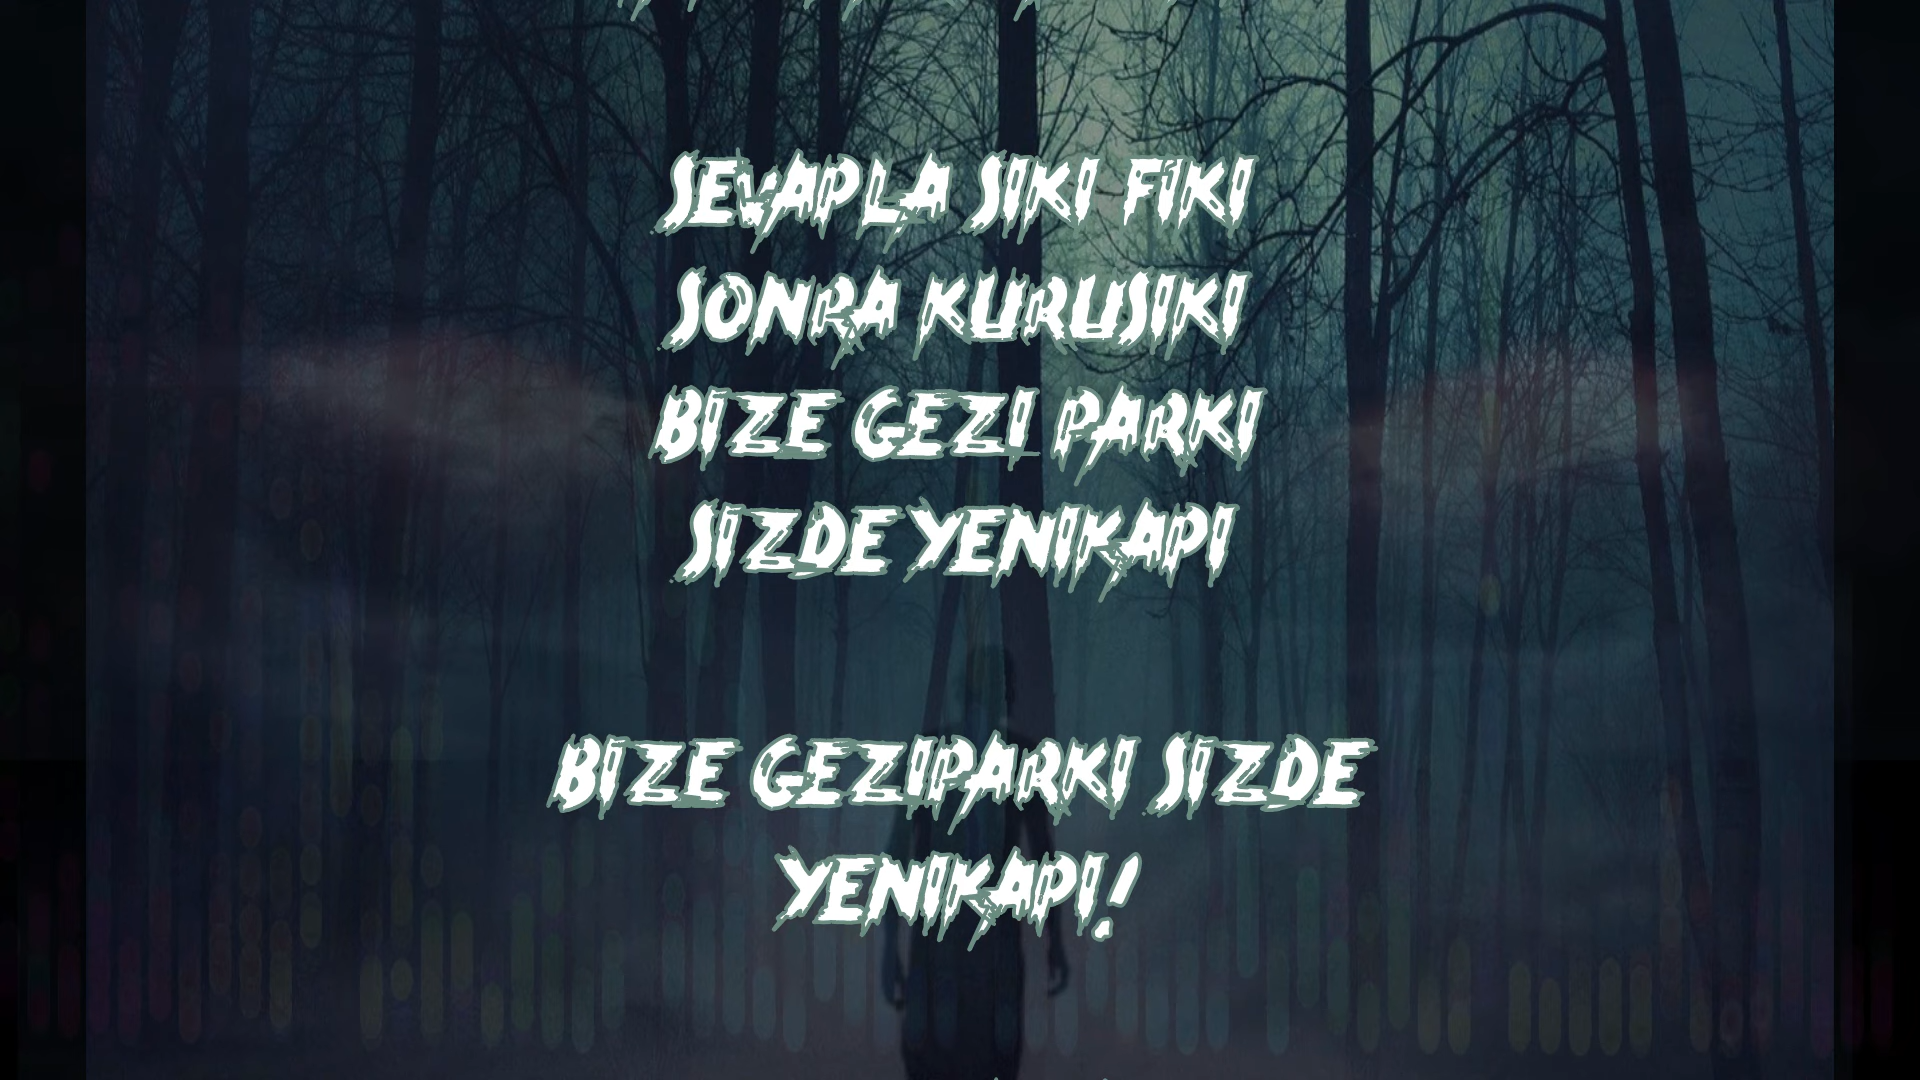 SEVAPLA SIKI FIKI
SONRA KURUSIKI
BIZE GEZI PARKI
SIZDE YENIKAPI
BIZE GEZIPARKI SIZDE
YENIKAPI!